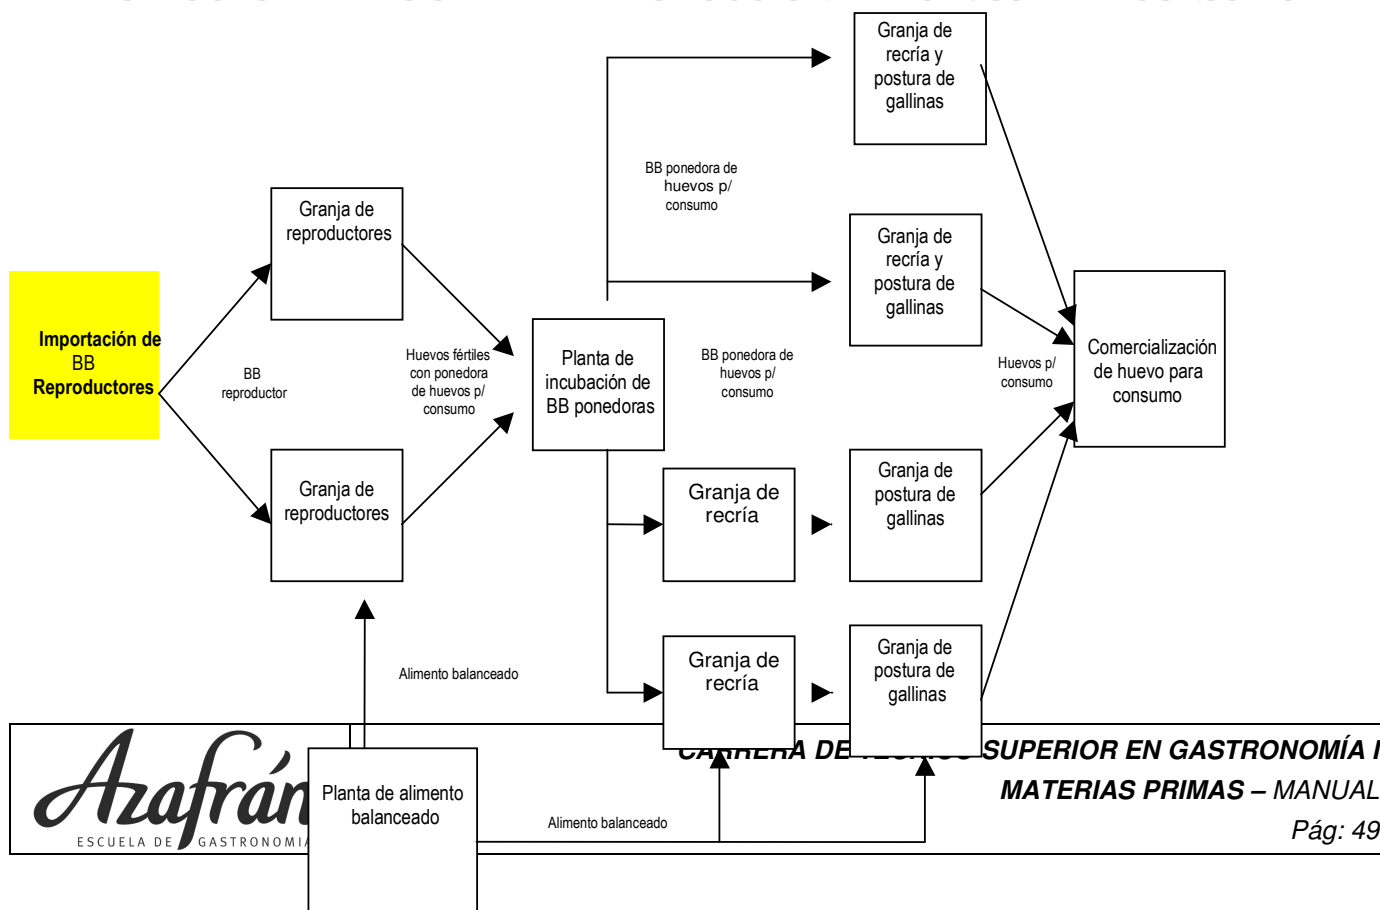 Granja de
recría y
postura de
gallinas
BB ponedora de
huevos p/
consumo
Granja de
reproductores
Granja de
recría y
postura de
gallinas
Importación de
BB
Reproductores
BB
reproductor
Huevos fértiles
con ponedora
de huevos p/
consumo
Planta de
incubación de
BB ponedoras
BB ponedora de
huevos p/
consumo
Huevos p/
consumo
Comercialización
de huevo para
consumo
Granja de
reproductores
Granja de
recría
Granja de
postura de
gallinas
Alimento balanceado
Granja de
recría
Granja de
postura de
gallinas
Azafrán
ESCUELA DE GASTRONOMIA
Planta de alimento
balanceado
Alimento balanceado
CARRERA DE TÉCNICO SUPERIOR EN GASTRONOMÍA I
MATERIAS PRIMAS – MANUAL
Pág: 49